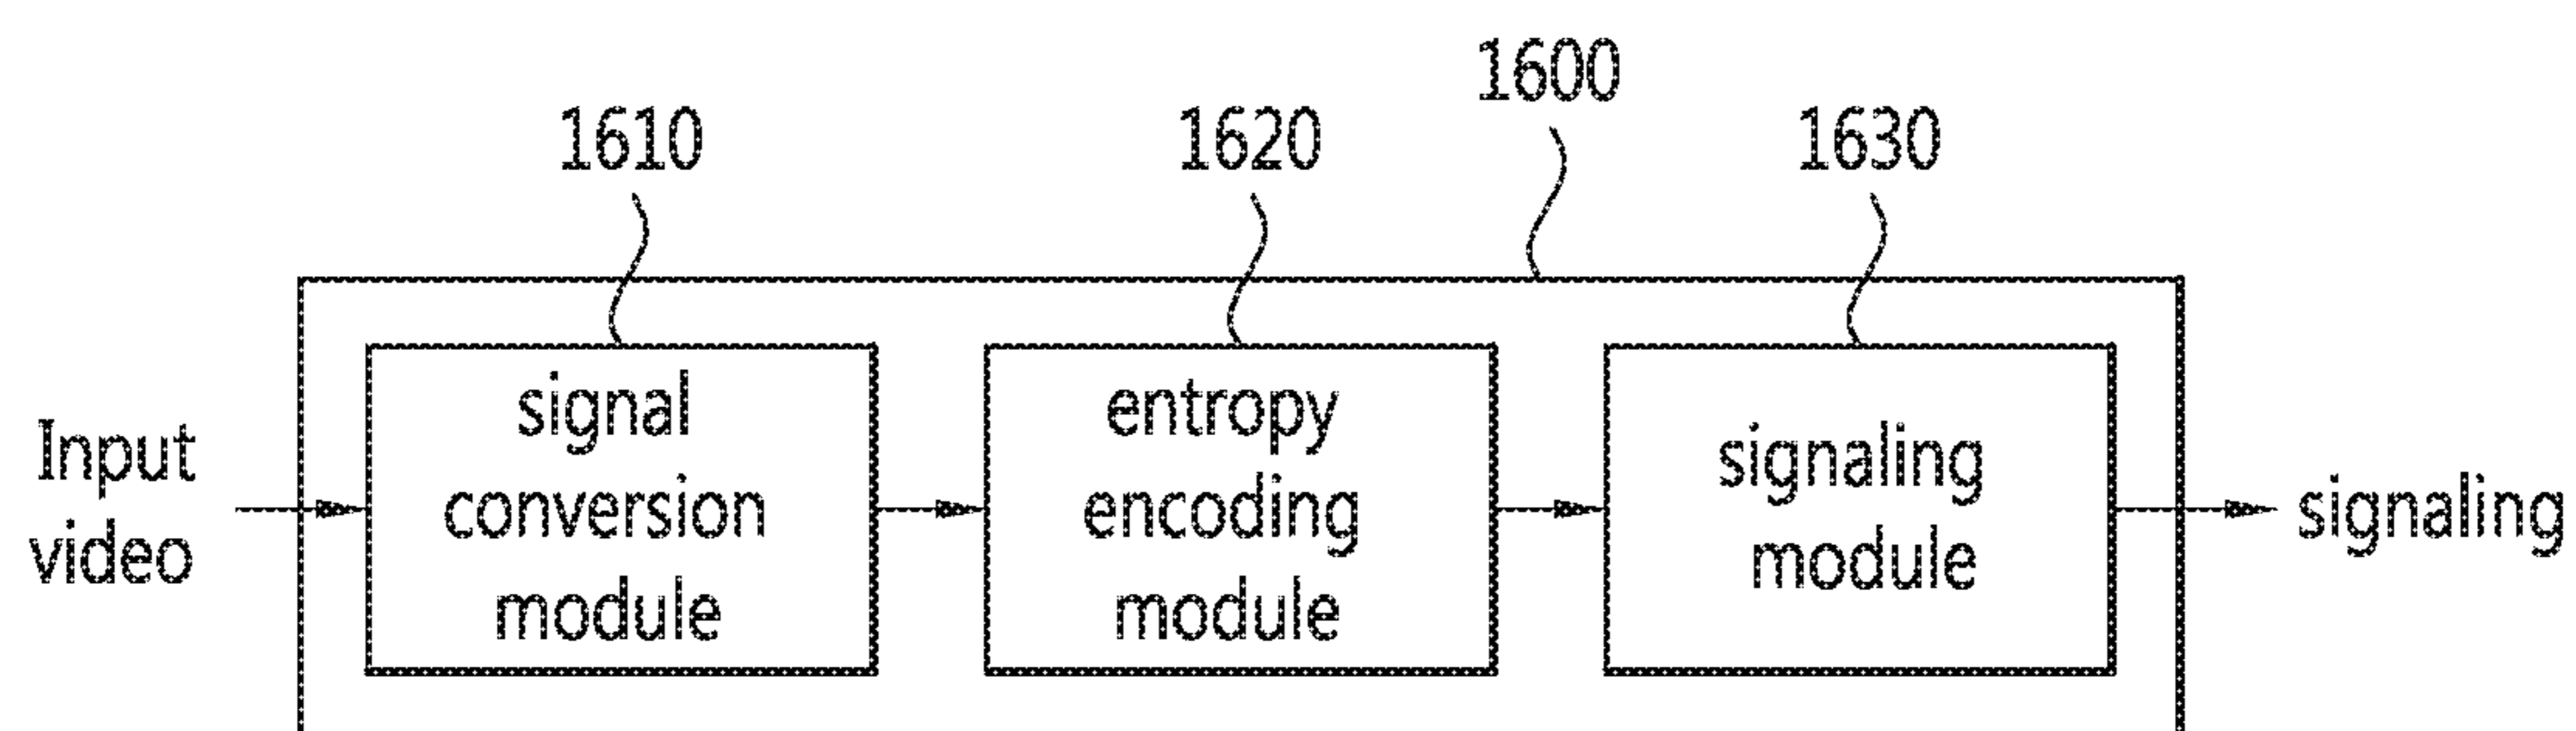 1600
1610
1620
1630
Input
video
signal
conversion
module
entropy
encoding
module
signaling
module
signaling